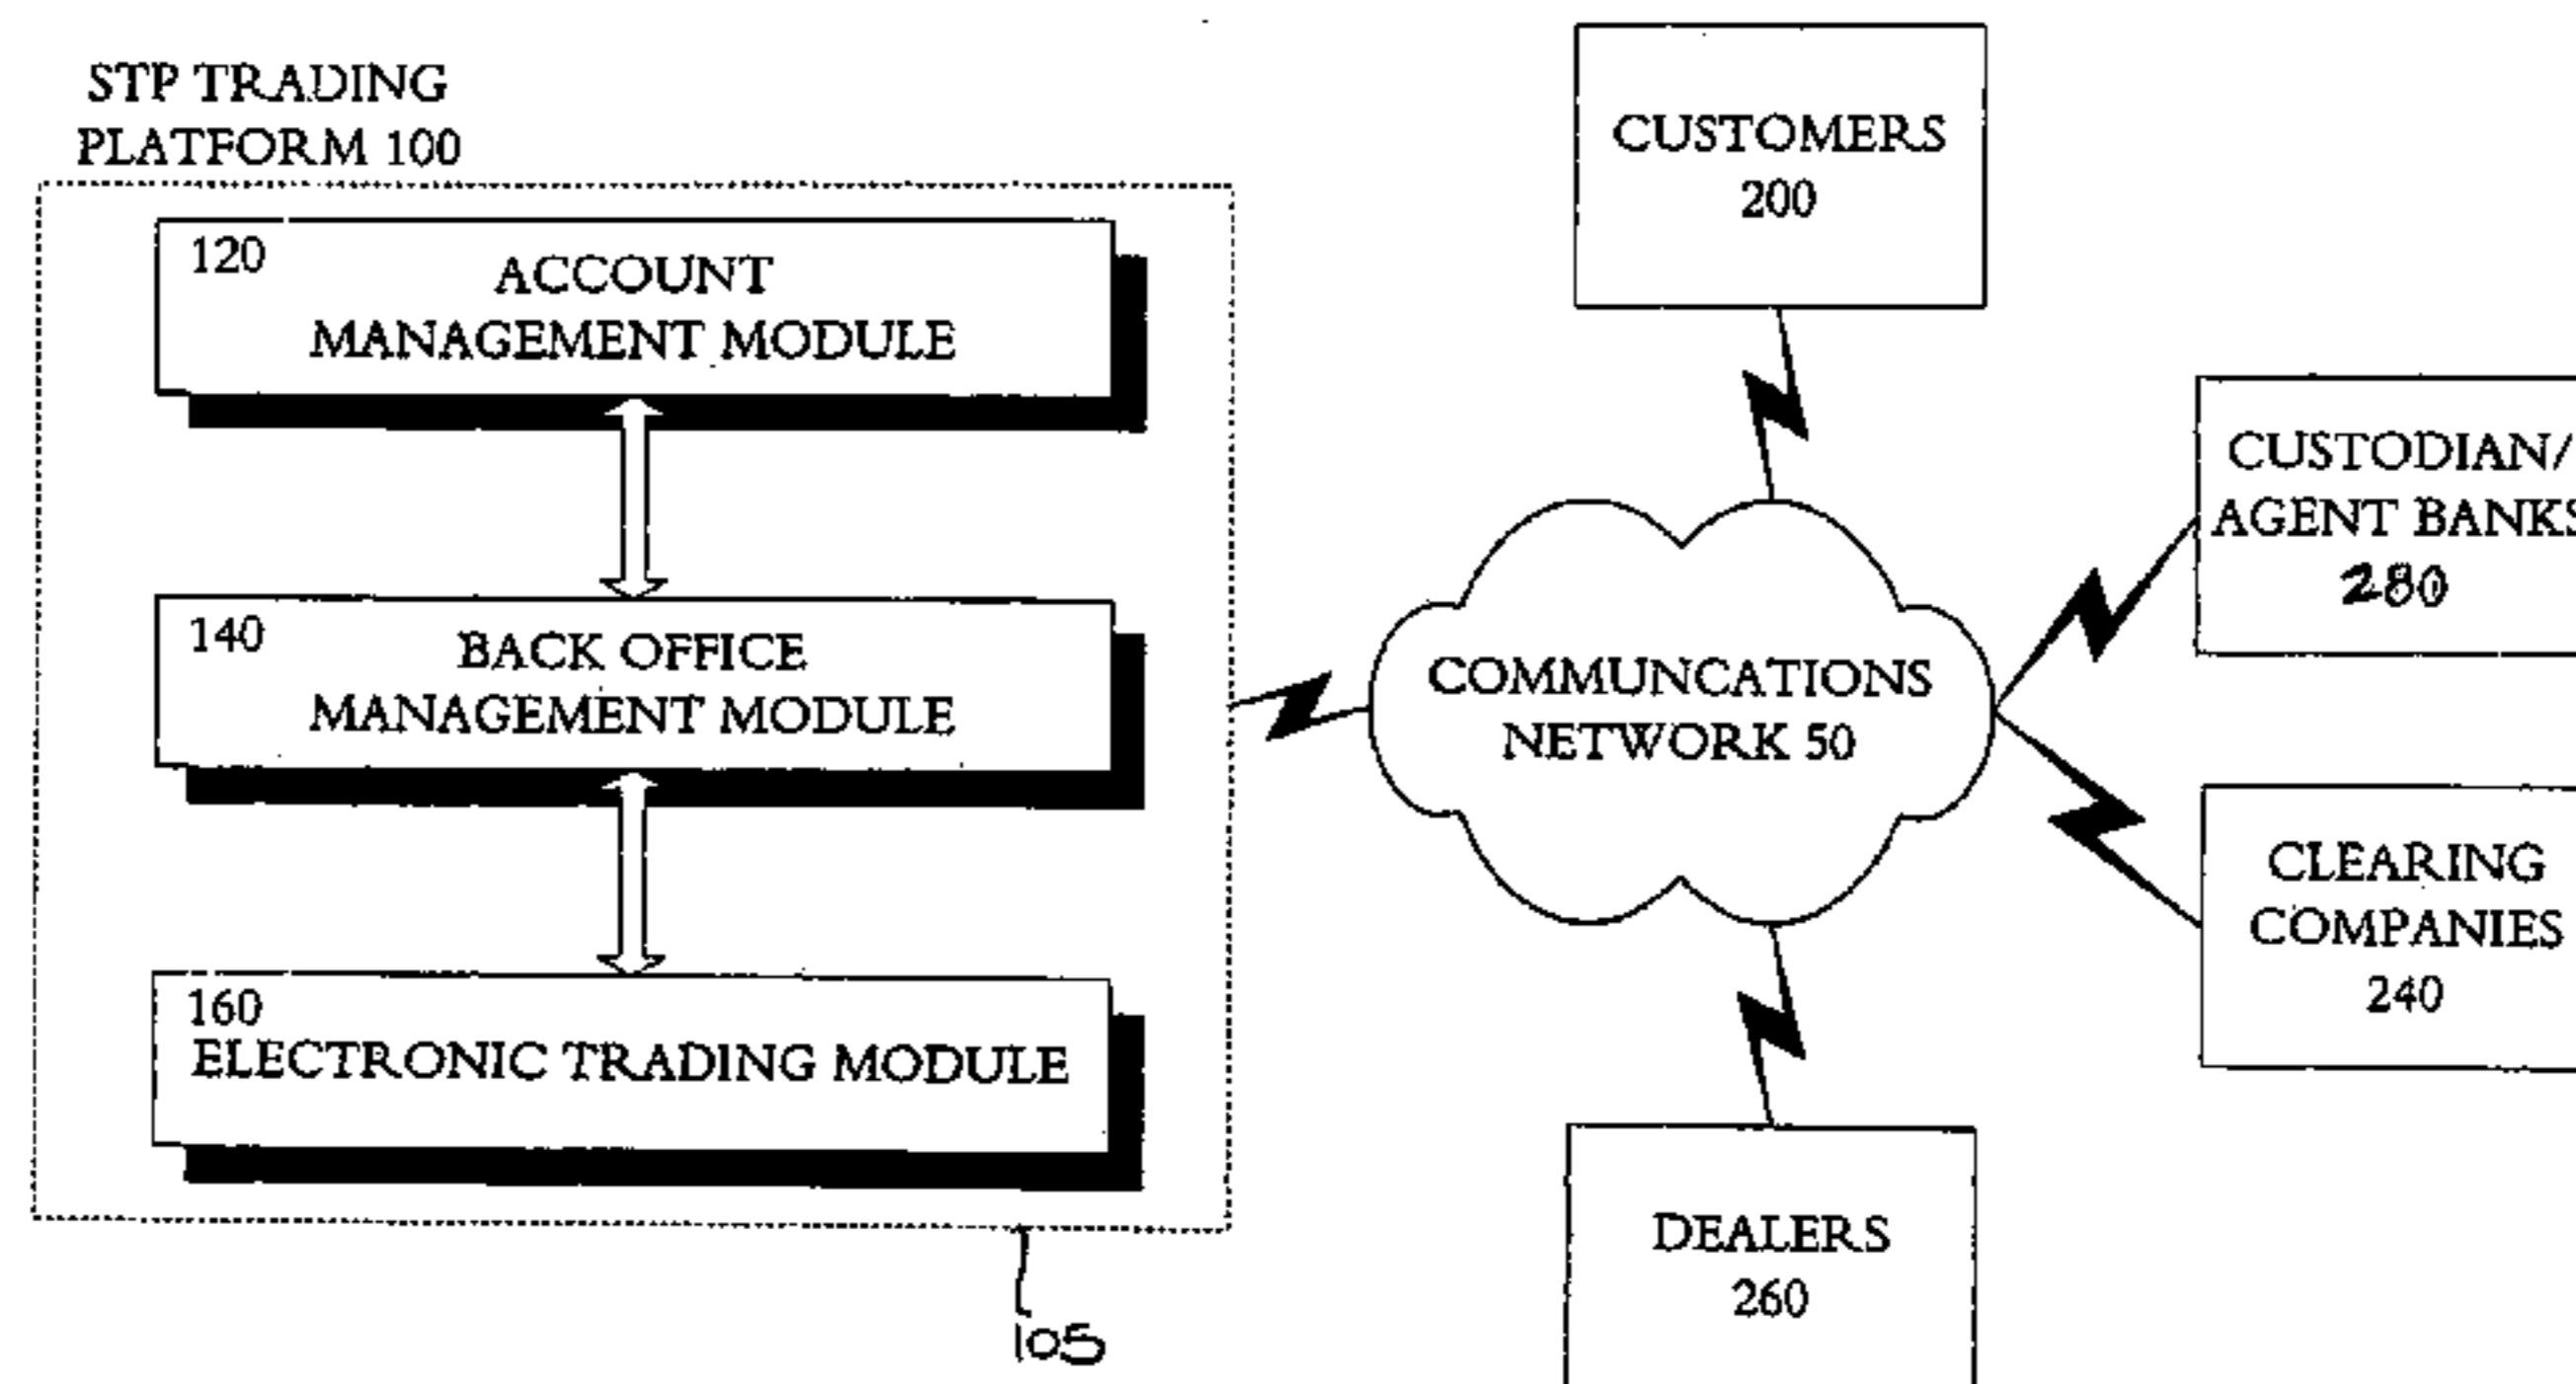 STP TRADING
PLATFORM 100
120
ACCOUNT
MANAGEMENT MODULE
140
BACK OFFICE
MANAGEMENT MODULE
160
ELECTRONIC TRADING MODULE
105
COMMUNCATIONS
NETWORK 50
CUSTOMERS
200
CUSTODIAN/
AGENT BANKS
280
CLEARING
COMPANIES
240
DEALERS
260